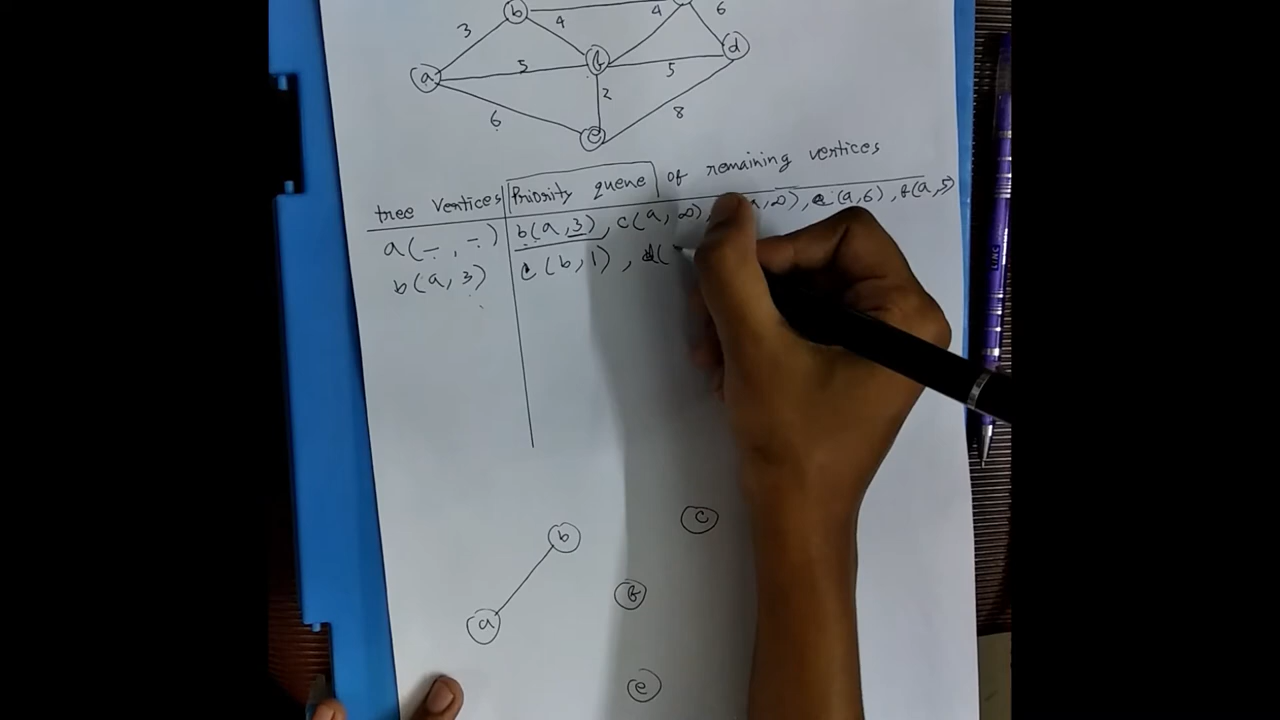 b
4
4
6
3
d
f
a
5
5
2
6
8
e
tree vertices Priority queue of remaining vertices
a(-, -) b(a, 3), c(a, ∞), a, ∞), e(a, 6), f(a, 5)
b(a, 3) c(b, 1), d(
c
b
f
a
e
LINC